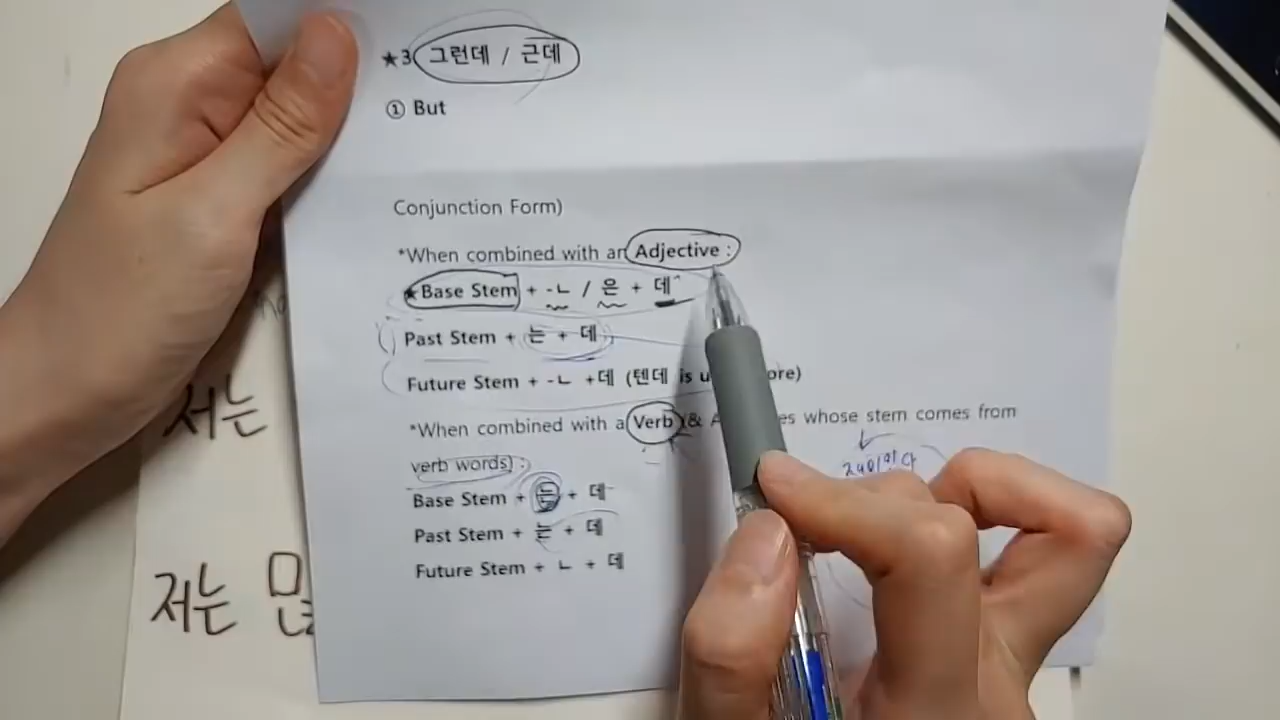 ★3 그런데 / 근데
① But
Conjunction Form)
*When combined with an Adjective :
★Base Stem + -ㄴ / 은 + 데
Past Stem + 는 + 데
Future Stem + -ㄴ +데 (텐데 is
*When combined with a Verb (& whose stem comes from
재미있다
verb words) :
Base Stem + 는 + 데
Past Stem + 는 + 데
Future Stem + ㄴ + 데
저는
저는